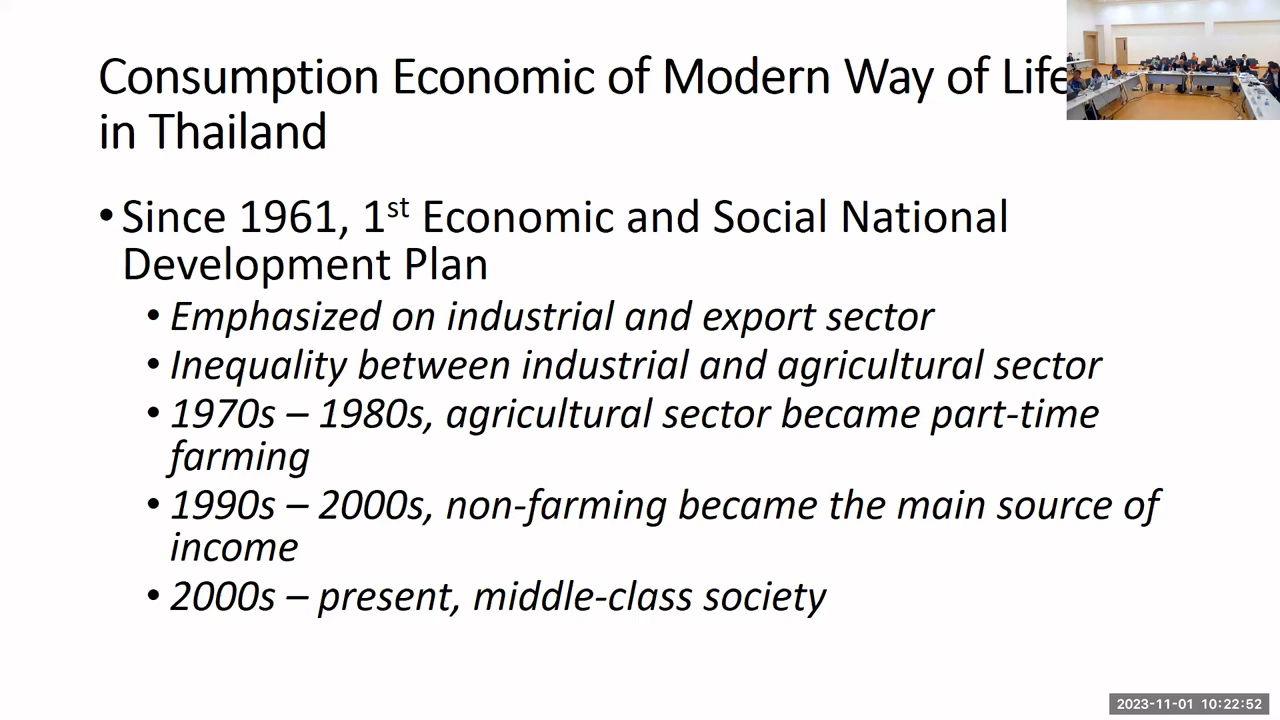 Consumption Economic of Modern Way of Life
in Thailand
• Since 1961, 1st Economic and Social National
Development Plan
• Emphasized on industrial and export sector
• Inequality between industrial and agricultural sector
• 1970s – 1980s, agricultural sector became part-time
farming
• 1990s – 2000s, non-farming became the main source of
income
• 2000s – present, middle-class society
2023-11-01 10:22:52